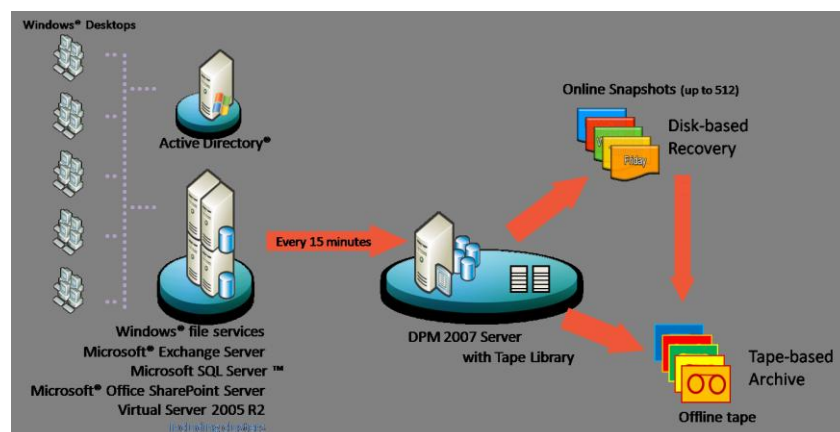 Windows® Desktops
Active Directory®
Every 15 minutes
Windows® file services
Microsoft® Exchange Server
Microsoft SQL Server ™
Microsoft® Office SharePoint Server
Virtual Server 2005 R2
DPM 2007 Server
with Tape Library
Online Snapshots (up to 512)
Friday
Disk-based
Recovery
Tape-based
Archive
Offline tape